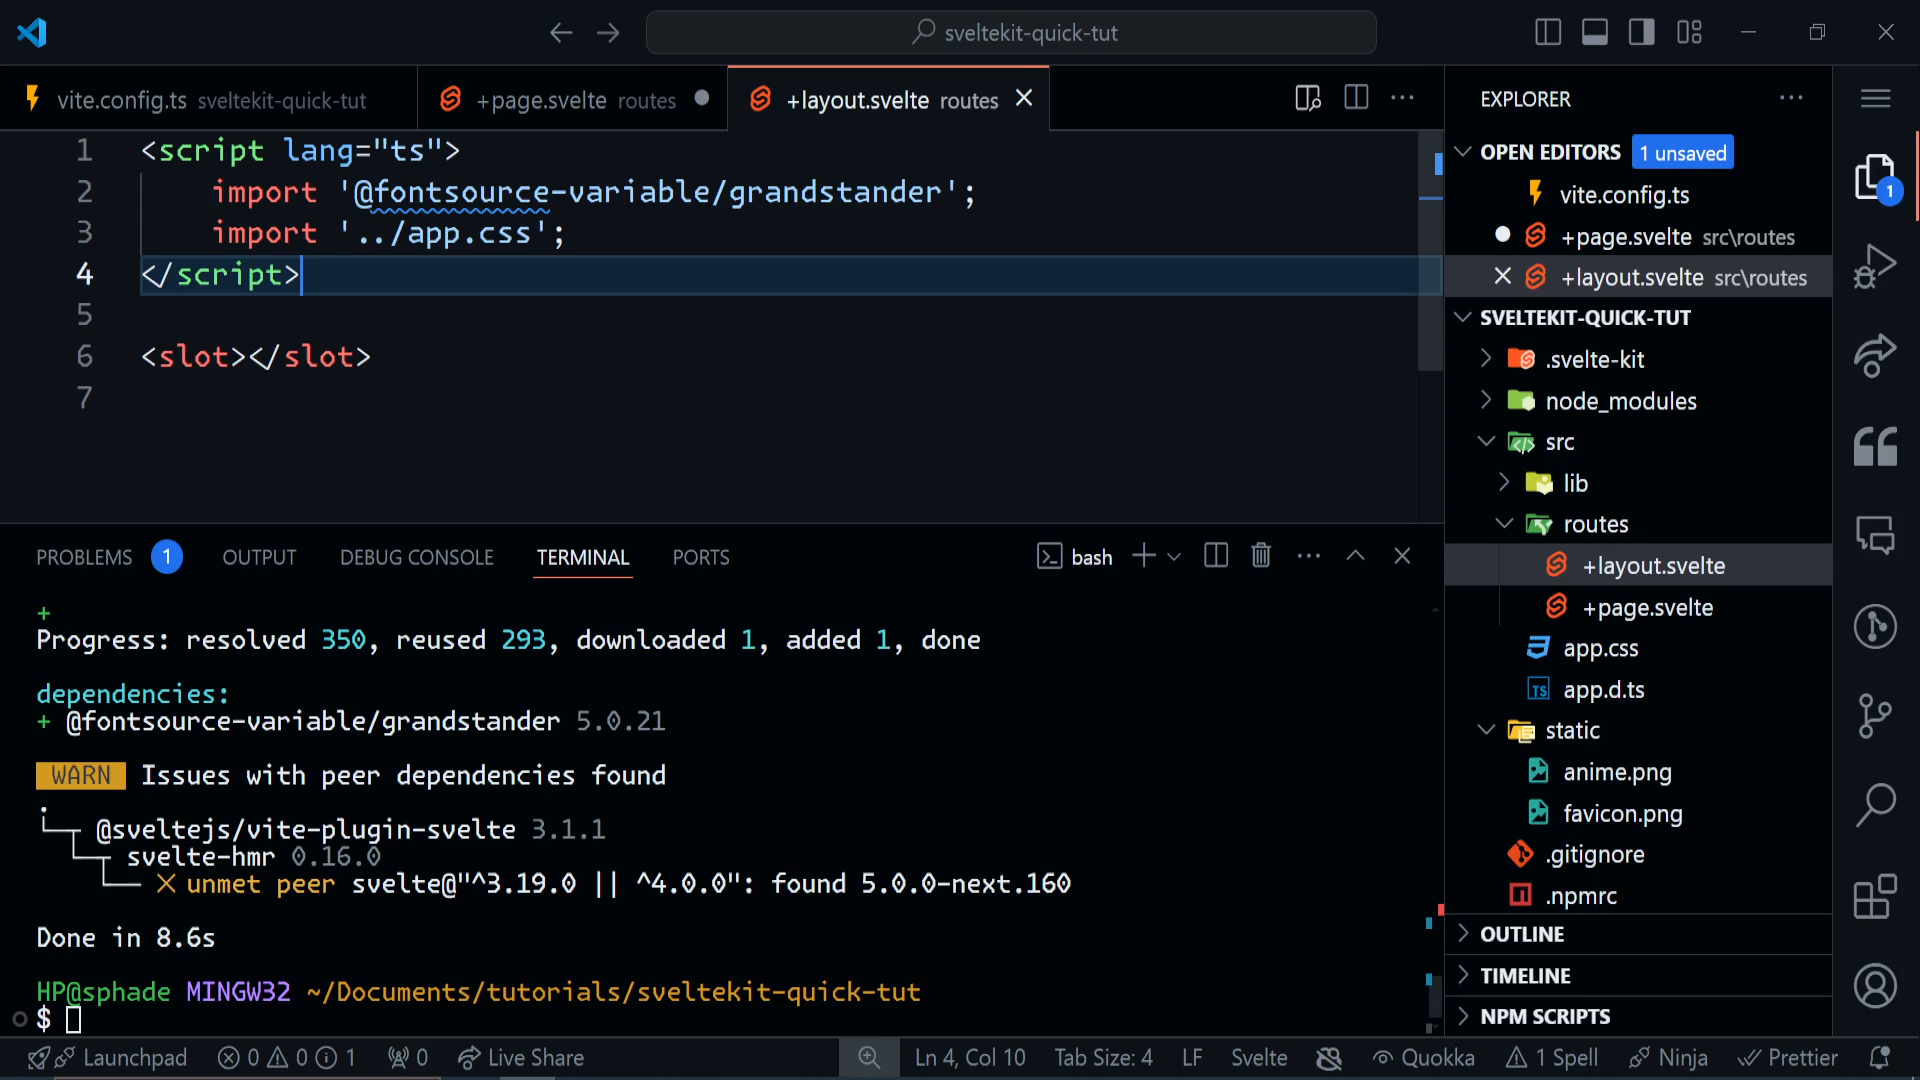 sveltekit-quick-tut
vite.config.ts sveltekit-quick-tut
+page.svelte routes
+layout.svelte routes
1 <script lang="ts">
2 import '@fontsource-variable/grandstander';
3 import '../app.css';
4 </script>
5
6 <slot></slot>
7
PROBLEMS 1 OUTPUT DEBUG CONSOLE TERMINAL PORTS
bash
+
Progress: resolved 350, reused 293, downloaded 1, added 1, done
dependencies:
+ @fontsource-variable/grandstander 5.0.21
WARN Issues with peer dependencies found
.
└─┬ @sveltejs/vite-plugin-svelte 3.1.1
└─┬ svelte-hmr 0.16.0
└── ✕ unmet peer svelte@"^3.19.0 || ^4.0.0": found 5.0.0-next.160
Done in 8.6s
HP@sphade MINGW32 ~/Documents/tutorials/sveltekit-quick-tut
$
EXPLORER
OPEN EDITORS 1 unsaved
vite.config.ts
+page.svelte src\routes
+layout.svelte src\routes
SVELTEKIT-QUICK-TUT
.svelte-kit
node_modules
src
lib
routes
+layout.svelte
+page.svelte
app.css
TS app.d.ts
static
anime.png
favicon.png
.gitignore
.npmrc
OUTLINE
TIMELINE
NPM SCRIPTS
1
Launchpad 0 0 1 0 Live Share Ln 4, Col 10 Tab Size: 4 LF Svelte Quokka 1 Spell Ninja Prettier